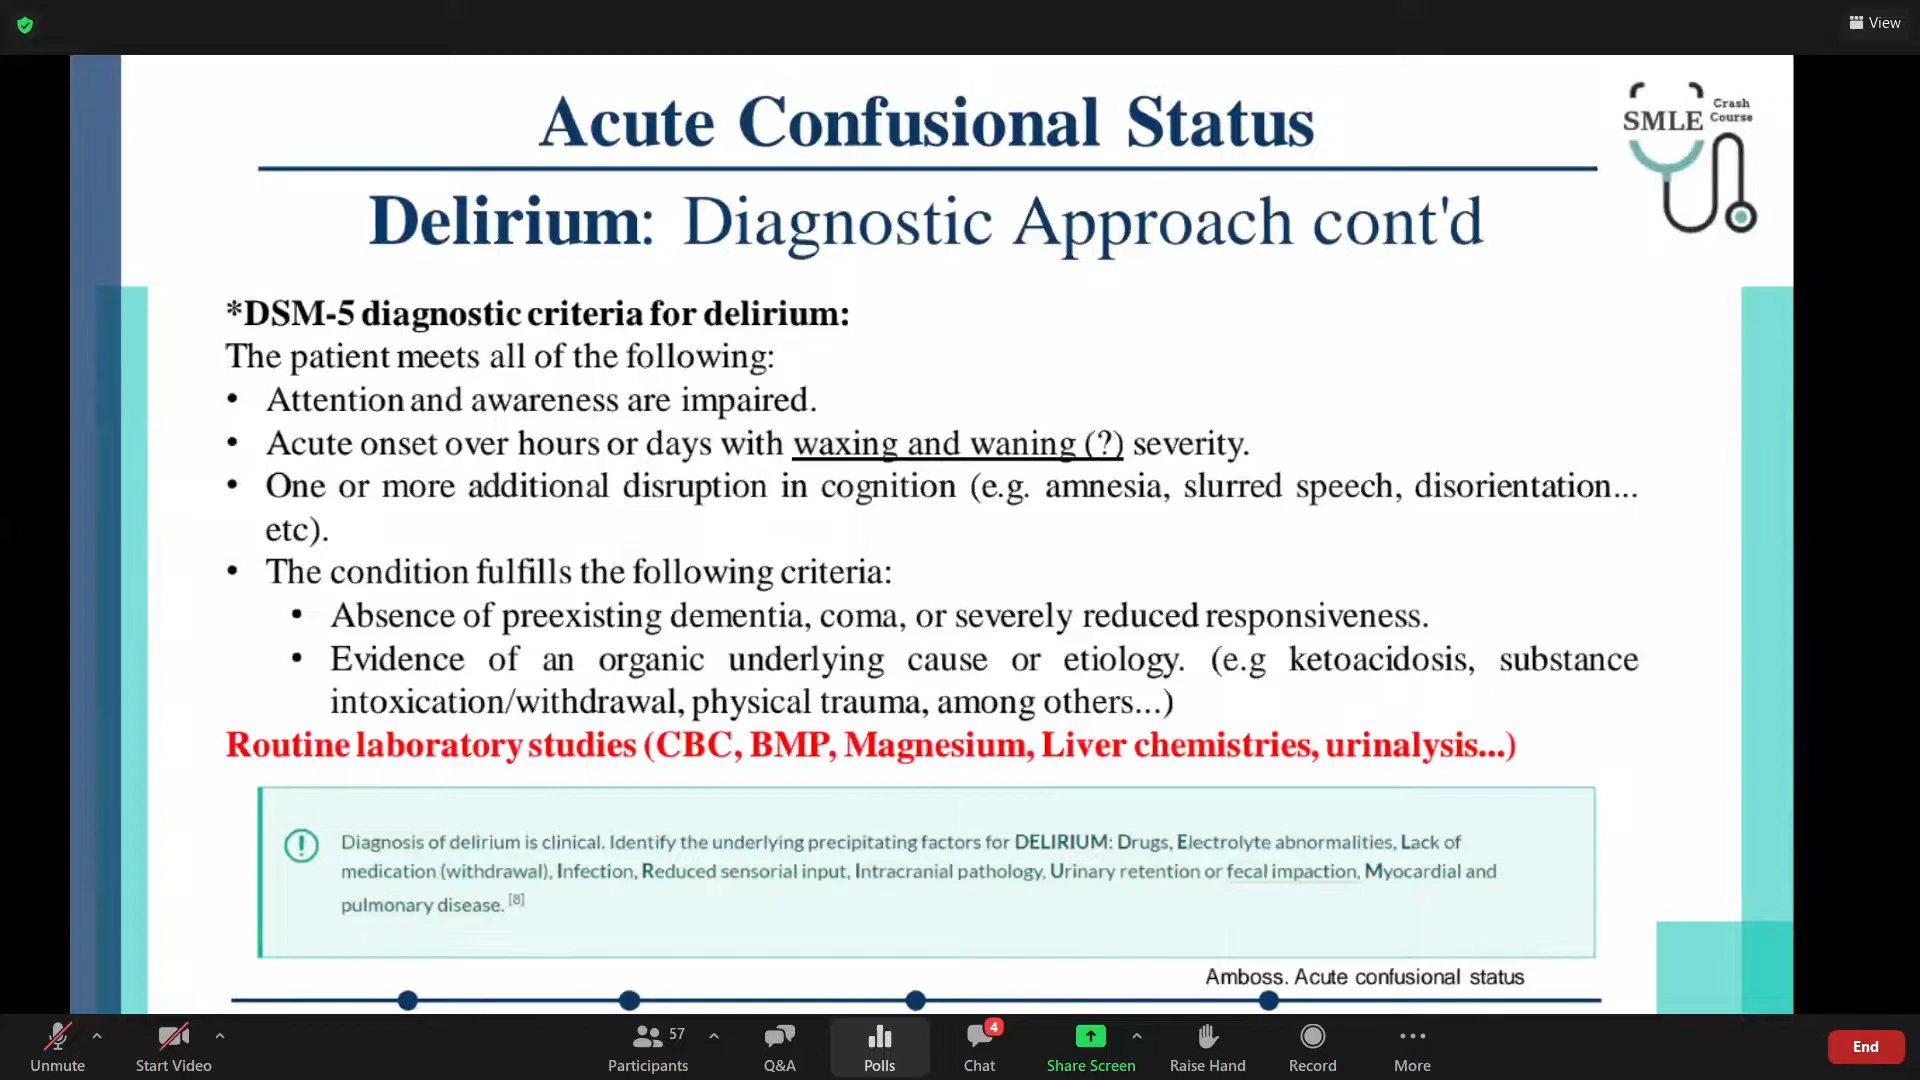 View
Acute Confusional Status
SMLE Crash Course
Delirium: Diagnostic Approach cont'd
*DSM-5 diagnostic criteria for delirium:
The patient meets all of the following:
• Attention and awareness are impaired.
• Acute onset over hours or days with waxing and waning (?) severity.
• One or more additional disruption in cognition (e.g. amnesia, slurred speech, disorientation...
etc).
• The condition fulfills the following criteria:
• Absence of preexisting dementia, coma, or severely reduced responsiveness.
• Evidence of an organic underlying cause or etiology. (e.g ketoacidosis, substance
intoxication/withdrawal, physical trauma, among others...)
Routine laboratory studies (CBC, BMP, Magnesium, Liver chemistries, urinalysis...)
Diagnosis of delirium is clinical. Identify the underlying precipitating factors for DELIRIUM: Drugs, Electrolyte abnormalities, Lack of
medication (withdrawal), Infection, Reduced sensorial input, Intracranial pathology, Urinary retention or fecal impaction, Myocardial and
pulmonary disease. [8]
Amboss. Acute confusional status
57
4
Unmute
Start Video
Participants
Q&A
Polls
Chat
Share Screen
Raise Hand
Record
More
End